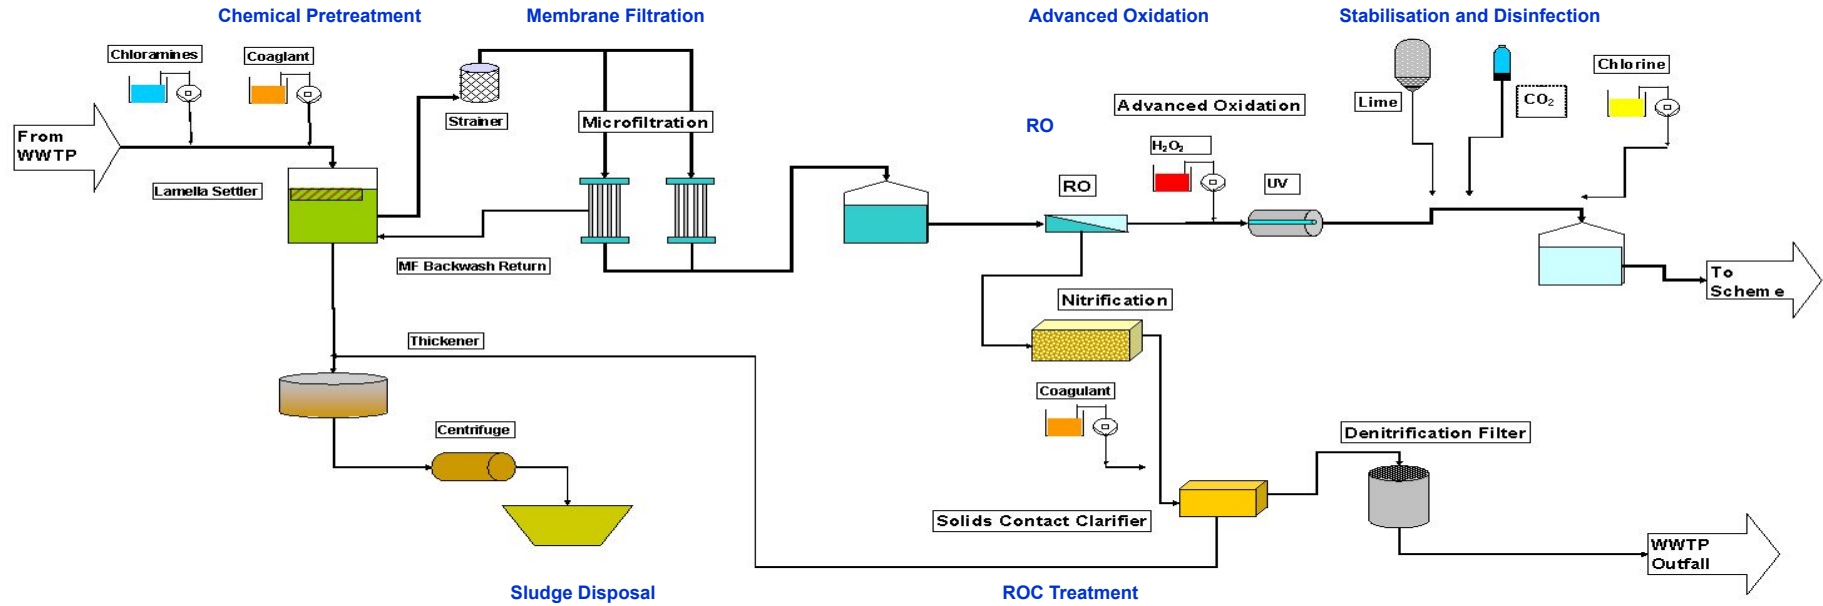 Chemical Pretreatment
Membrane Filtration
Advanced Oxidation
Stabilisation and Disinfection
Chloramines
Coaglant
Chlorine
Lime
CO₂
Advanced Oxidation
Strainer
Microfiltration
RO
From
WWTP
H₂O₂
Lamella Settler
RO
UV
MF Backwash Return
To
Scheme
Nitrification
Thickener
Coagulant
Centrifuge
Denitrification Filter
Solids Contact Clarifier
WWTP
Outfall
Sludge Disposal
ROC Treatment